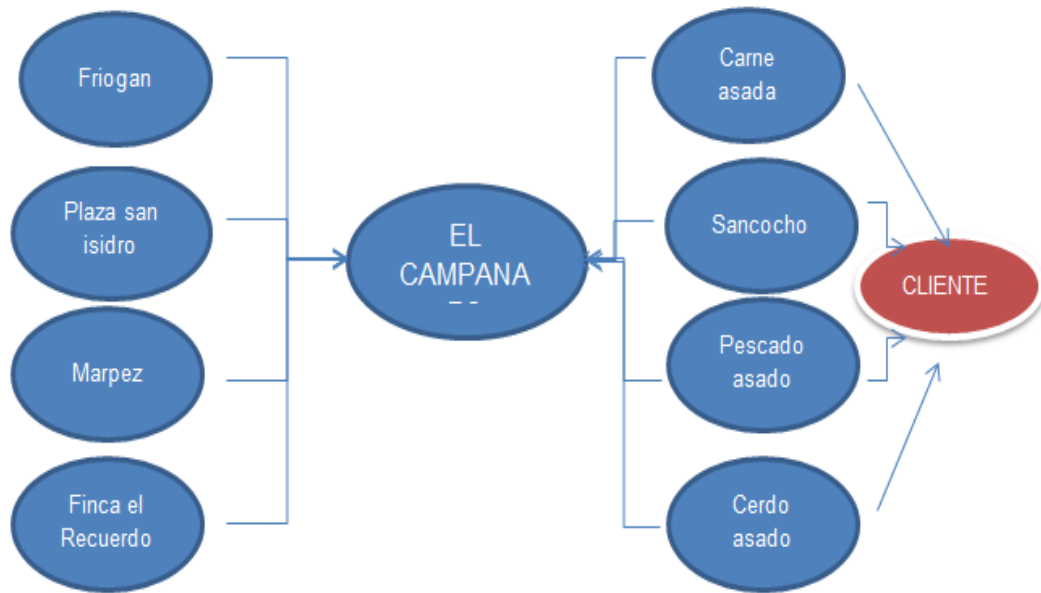 Friogan
Plaza san
isidro
Marpez
Finca el
Recuerdo
EL
CAMPANA
Carne
asada
Sancocho
Pescado
asado
Cerdo
asado
CLIENTE